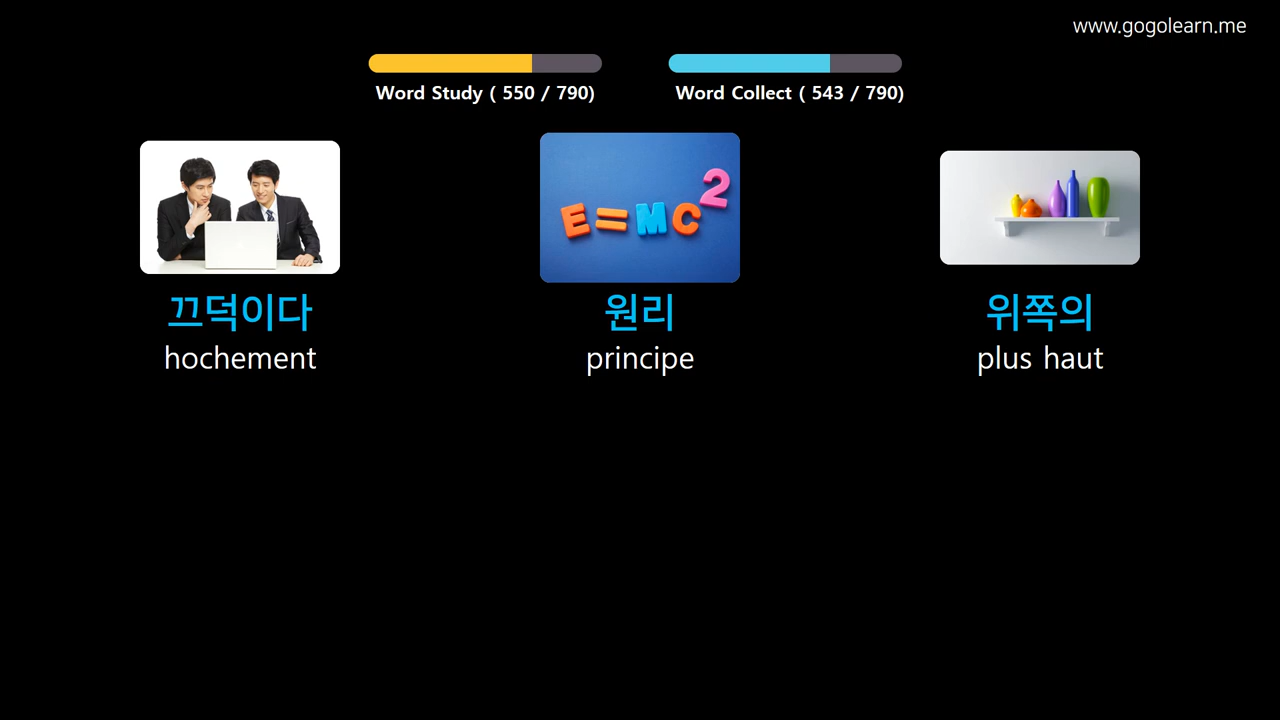 www.gogolearn.me
Word Study ( 550 / 790)
Word Collect ( 543 / 790)
E=MC2
끄덕이다
원리
위쪽의
hochement
principe
plus haut